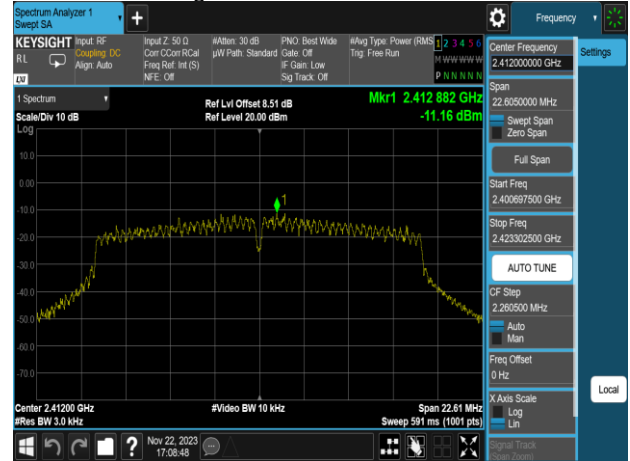 Spectrum Analyzer 1
Swept SA
Frequency
KEYSIGHT
RL
LXI
Input: RF
Coupling: DC
Align: Auto
Input Z: 50 Ω
Corr CCorr RCal
Freq Ref: Int (S)
NFE: Off
#Atten: 30 dB
µW Path: Standard
PNO: Best Wide
Gate: Off
IF Gain: Low
Sig Track: Off
#Avg Type: Power (RMS
Trig: Free Run
1 2 3 4 5 6
M W W W W W
P N N N N N
1 Spectrum
Scale/Div 10 dB
Log
Ref Lvl Offset 8.51 dB
Ref Level 20.00 dBm
Mkr1 2.412 882 GHz
-11.16 dBm
10.0
0.00
-10.0
-20.0
-30.0
-40.0
-50.0
-60.0
-70.0
1
Center 2.41200 GHz
#Res BW 3.0 kHz
#Video BW 10 kHz
Span 22.61 MHz
Sweep 591 ms (1001 pts)
Nov 22, 2023
17:08:48
Center Frequency
2.412000000 GHz
Settings
Span
22.6050000 MHz
Swept Span
Zero Span
Full Span
Start Freq
2.400697500 GHz
Stop Freq
2.423302500 GHz
AUTO TUNE
CF Step
2.260500 MHz
Auto
Man
Freq Offset
0 Hz
X Axis Scale
Log
Lin
Local
Signal Track
(Span Zoom)